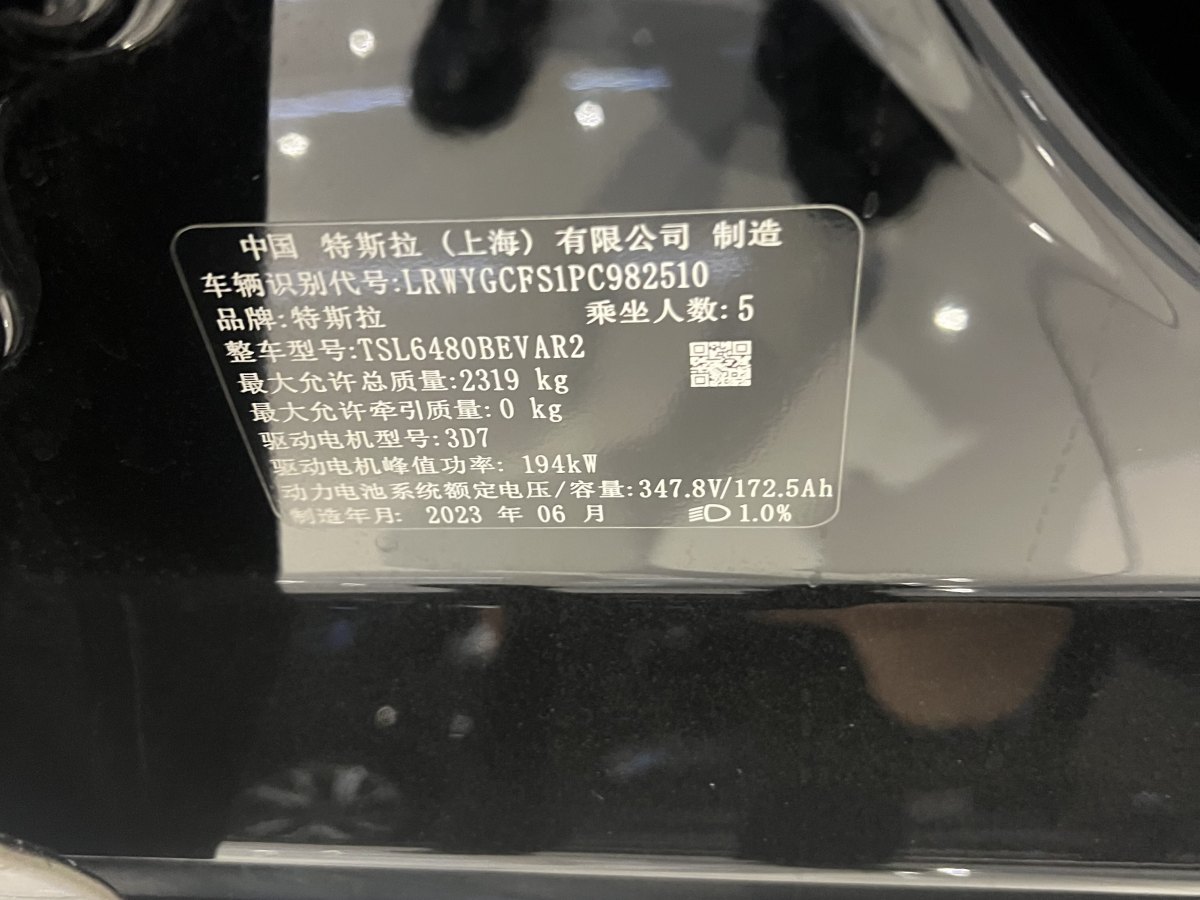 中国 特斯拉 (上海) 有限公司 制造
车辆识别代号:LRWYGCFS1PC982510
品牌:特斯拉 乘坐人数:5
整车型号:TSL6480BEVAR2
最大允许总质量:2319 kg
最大允许牵引质量:0 kg
驱动电机型号:3D7
驱动电机峰值功率: 194kW
动力电池系统额定电压/容量:347.8V/172.5Ah
制造年月: 2023 年 06 月 1.0%